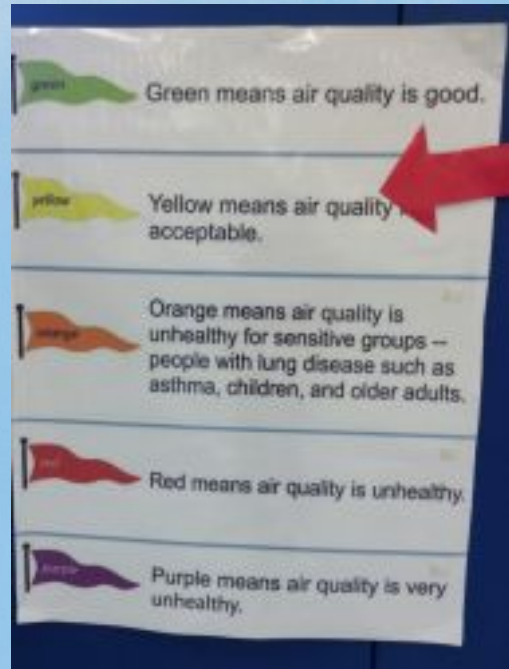 green
Green means air quality is good.
yellow
Yellow means air quality
acceptable.
orange
Orange means air quality is
unhealthy for sensitive groups --
people with lung disease such as
asthma, children, and older adults.
red
Red means air quality is unhealthy.
purple
Purple means air quality is very
unhealthy.